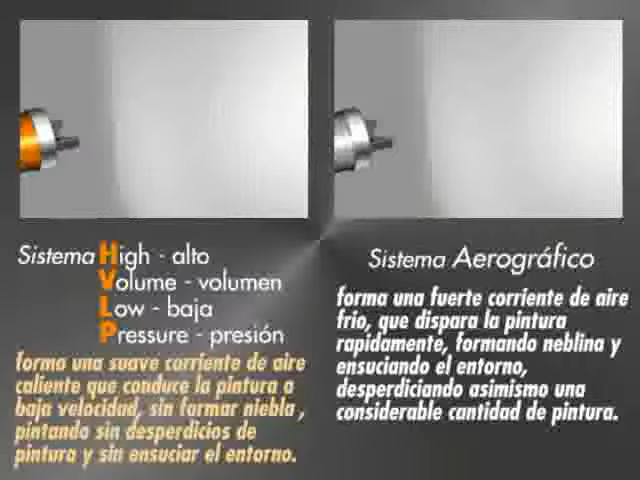 Sistema High - alto
Volume - volumen
Low - baja
Pressure - presión
forma una suave corriente de aire
caliente que conduce la pintura a
baja velocidad, sin formar niebla ,
pintando sin desperdicios de
pintura y sin ensuciar el entorno.
Sistema Aerográfico
forma una fuerte corriente de aire
frio, que dispara la pintura
rapidamente, formando neblina y
ensuciando el entorno,
desperdiciando asimismo una
considerable cantidad de pintura.